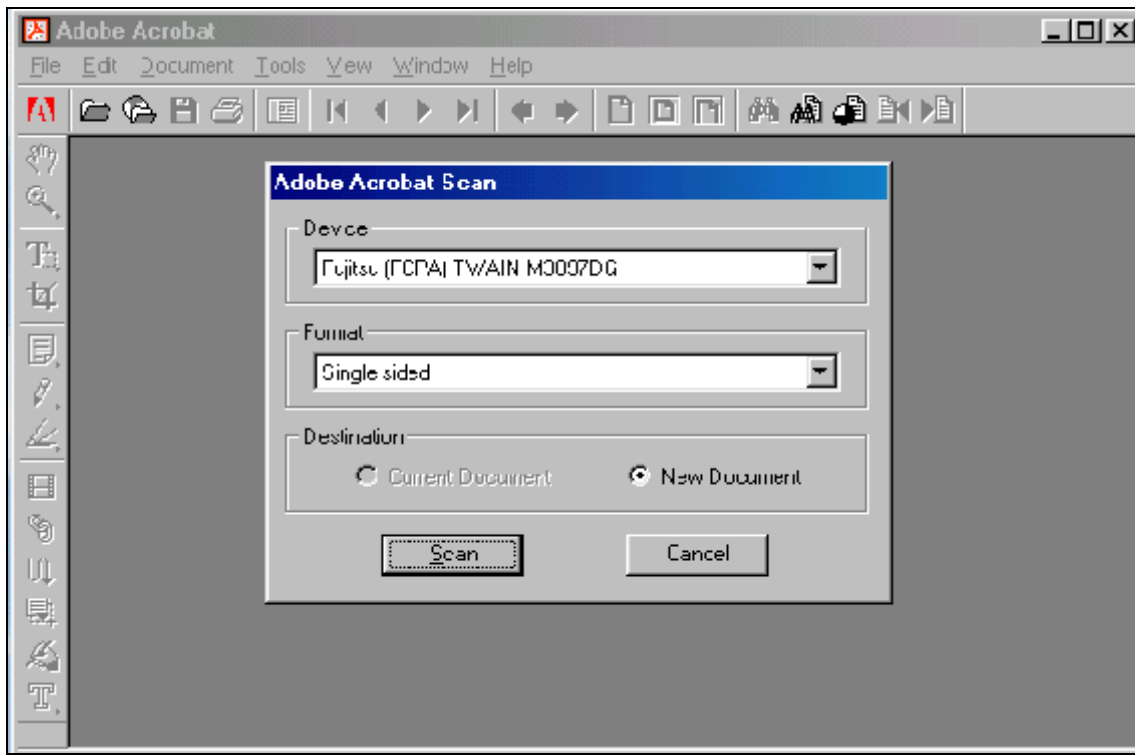 Adobe Acrobat
File Edit Document Tools View Window Help
Adobe Acrobat Scan
Device
Fujitsu (FCPA) TWAIN
Format
Single sided
Destination
Current Document New Document
Scan Cancel